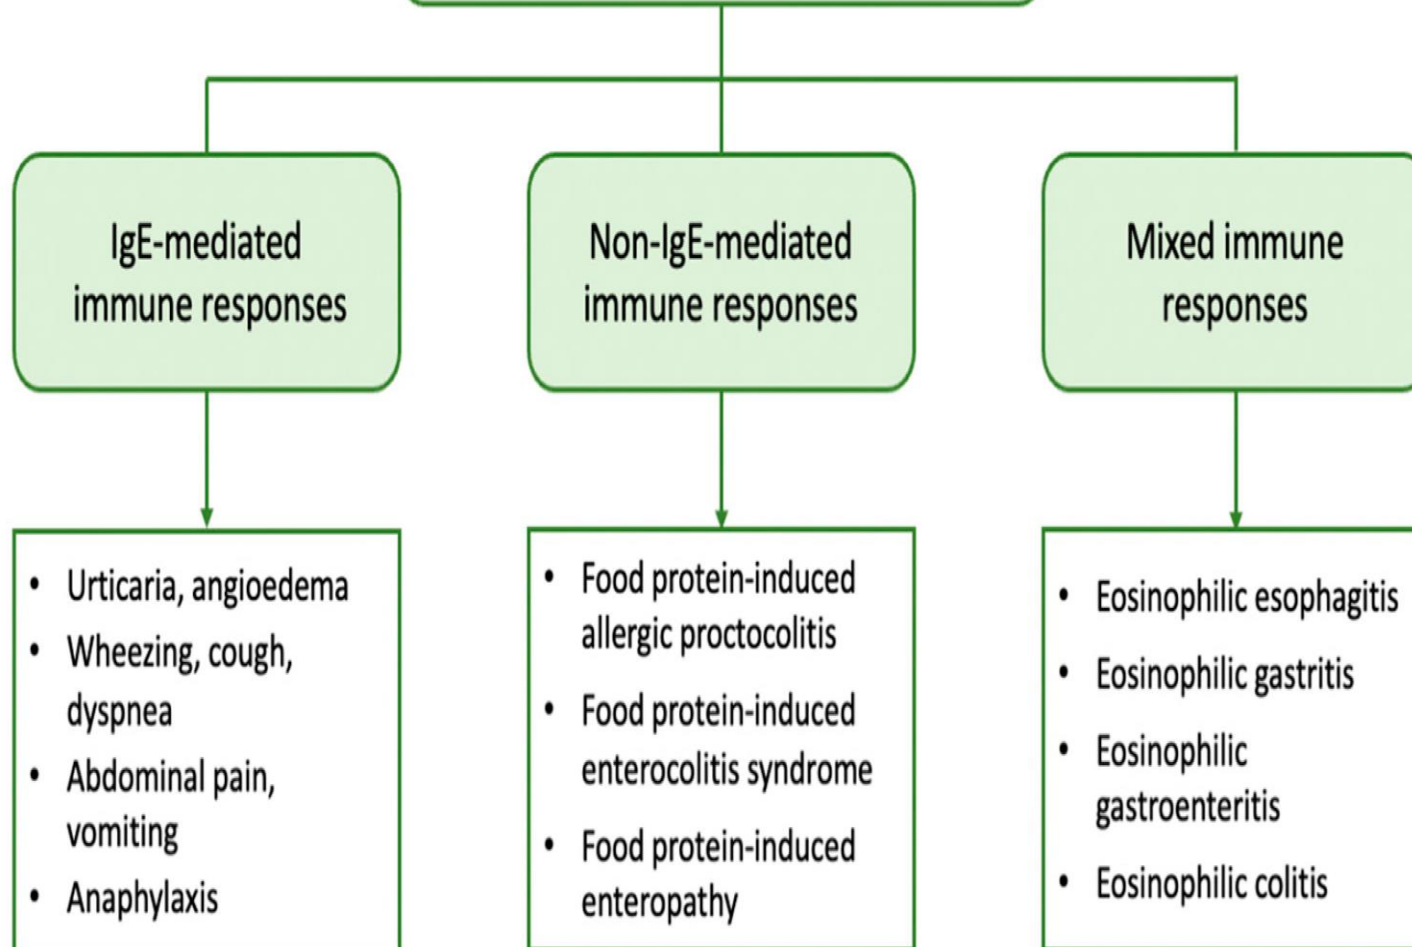 IgE-mediated
immune responses
Non-IgE-mediated
immune responses
Mixed immune
responses
• Urticaria, angioedema
• Wheezing, cough,
dyspnea
• Abdominal pain,
vomiting
• Anaphylaxis
• Food protein-induced
allergic proctocolitis
• Food protein-induced
enterocolitis syndrome
• Food protein-induced
enteropathy
• Eosinophilic esophagitis
• Eosinophilic gastritis
• Eosinophilic
gastroenteritis
• Eosinophilic colitis